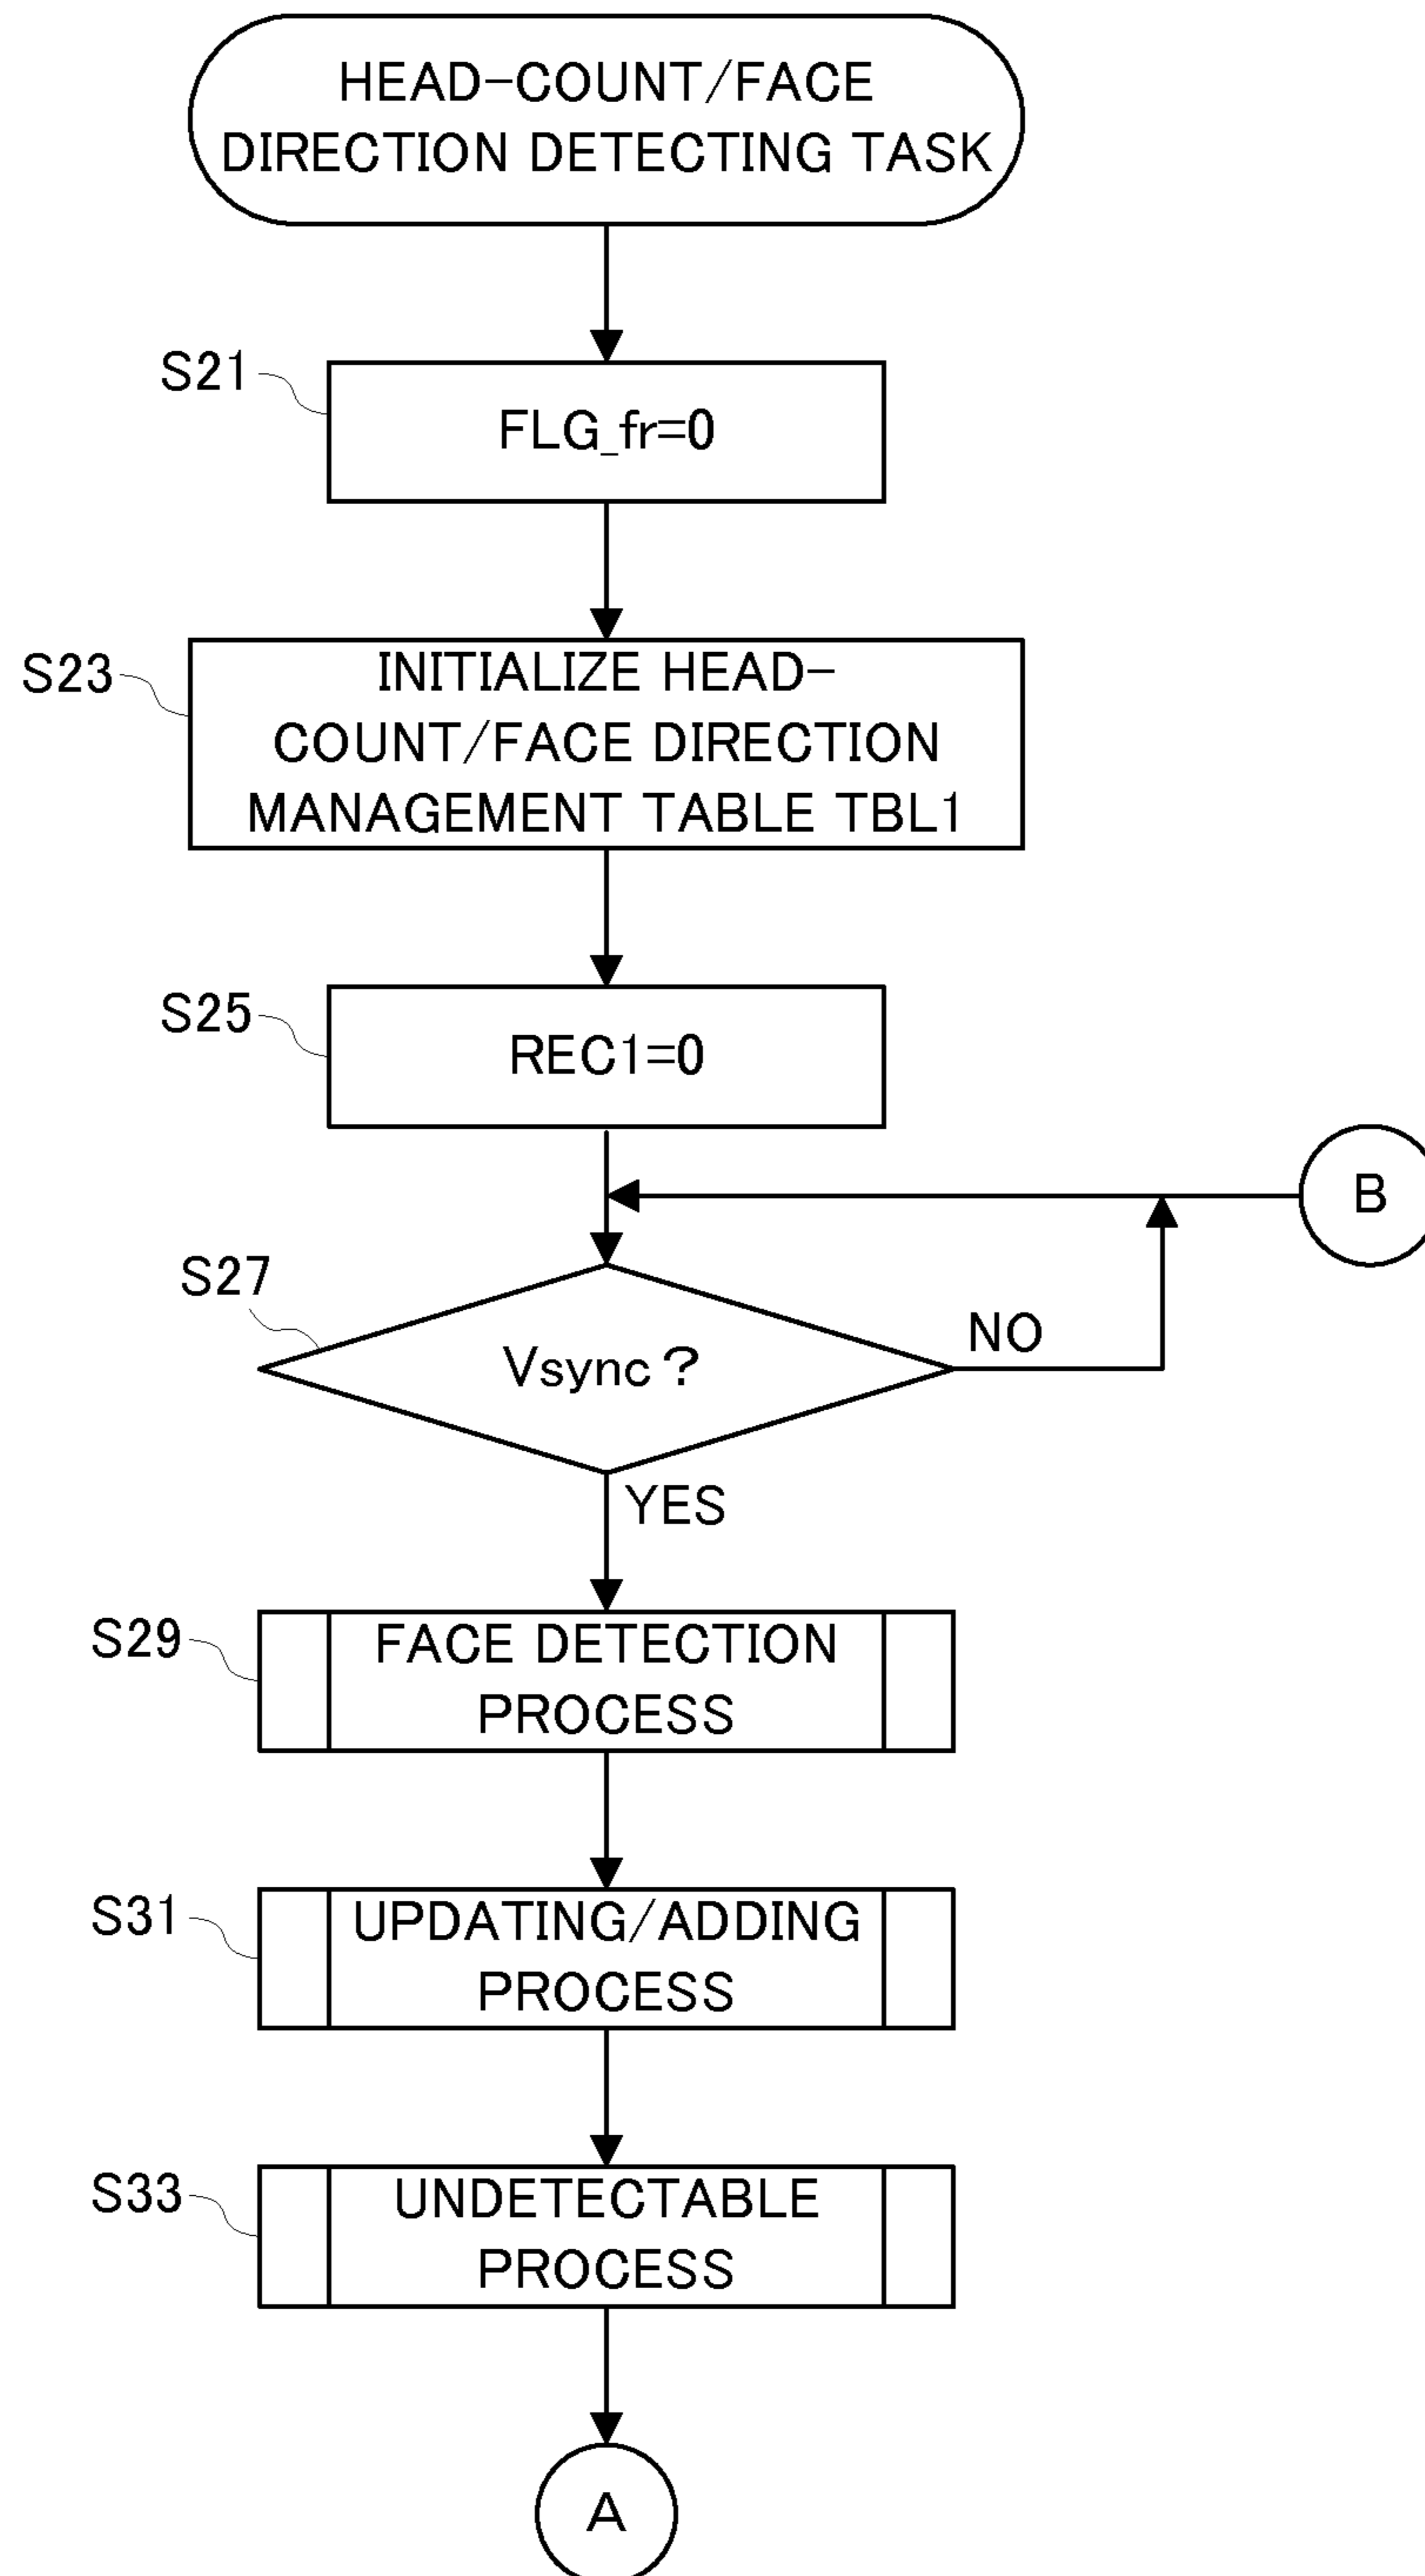 HEAD-COUNT/FACE
DIRECTION DETECTING TASK
S21
FLG_fr=0
S23
INITIALIZE HEAD-
COUNT/FACE DIRECTION
MANAGEMENT TABLE TBL1
S25
REC1=0
B
S27
Vsync?
NO
YES
S29
FACE DETECTION
PROCESS
S31
UPDATING/ADDING
PROCESS
S33
UNDETECTABLE
PROCESS
A